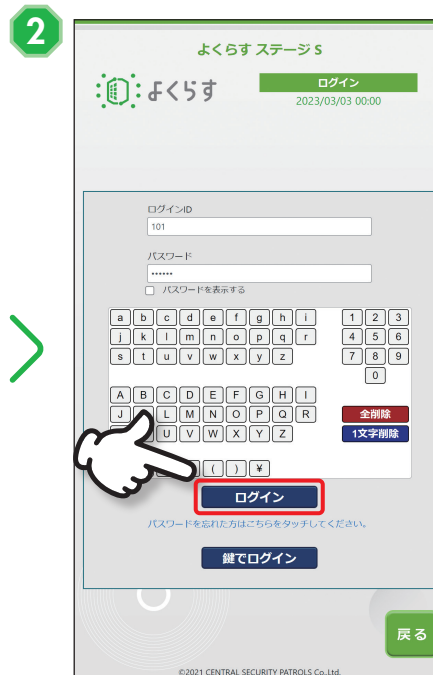 2
よくらす ステージ S
よくらす
ログイン
2023/03/03 00:00
ログインID
101
パスワード
••••••
パスワードを表示する
a b c d e f g h i 1 2 3
j k l m n o p q r 4 5 6
s t u v w x y z 7 8 9
0
A B C D E F G H I
J L M N O P Q R 全削除
U V W X Y Z 1文字削除
( ) ¥
ログイン
パスワードを忘れた方はこちらをタッチしてください。
鍵でログイン
戻る
©2021 CENTRAL SECURITY PATROLS Co.,Ltd.